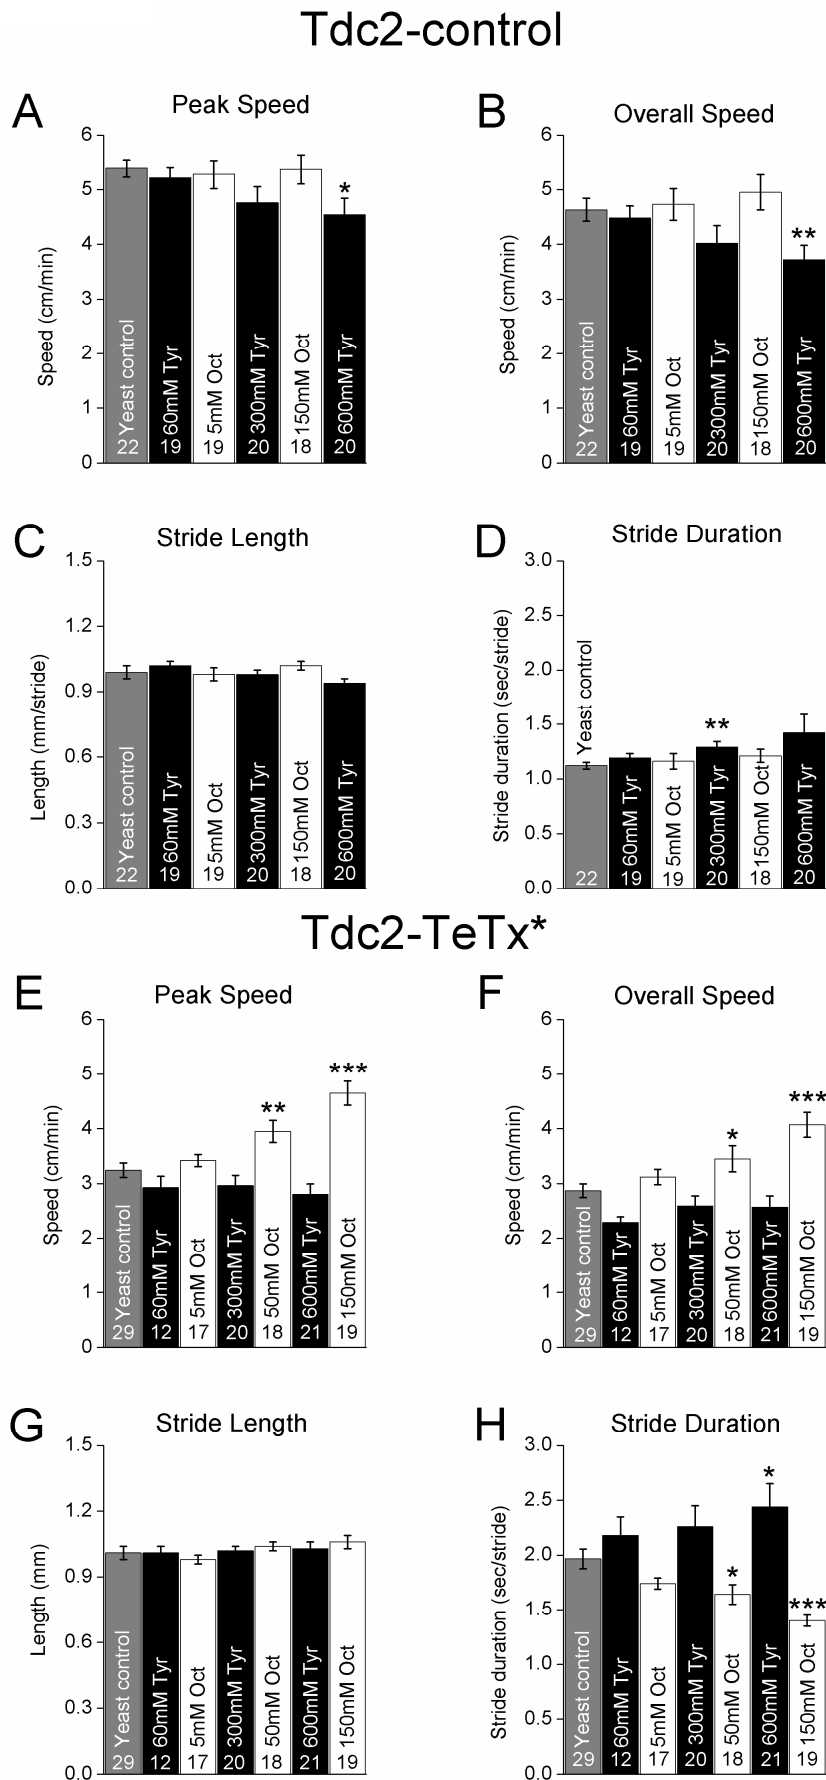 Tdc2-control
A
Peak Speed
Speed (cm/min)
6
5
4
3
2
1
0
22 Yeast control
19 60mM Tyr
19 5mM Oct
20 300mM Tyr
18 150mM Oct
20 600mM Tyr
*
B
Overall Speed
Speed (cm/min)
6
5
4
3
2
1
0
22 Yeast control
19 60mM Tyr
19 5mM Oct
20 300mM Tyr
18 150mM Oct
20 600mM Tyr
**
C
Stride Length
Length (mm/stride)
1.5
1.2
0.9
0.6
0.3
0.0
22 Yeast control
19 60mM Tyr
19 5mM Oct
20 300mM Tyr
18 150mM Oct
20 600mM Tyr
D
Stride Duration
Stride duration (sec/stride)
3.0
2.5
2.0
1.5
1.0
0.5
0.0
22 Yeast control
19 60mM Tyr
19 5mM Oct
20 300mM Tyr
**
18 150mM Oct
20 600mM Tyr
Tdc2-TeTx*
E
Peak Speed
Speed (cm/min)
6
5
4
3
2
1
0
29 Yeast control
12 60mM Tyr
17 5mM Oct
20 300mM Tyr
18 50mM Oct
**
21 600mM Tyr
19 150mM Oct
***
F
Overall Speed
Speed (cm/min)
6
5
4
3
2
1
0
29 Yeast control
12 60mM Tyr
17 5mM Oct
20 300mM Tyr
18 50mM Oct
*
21 600mM Tyr
19 150mM Oct
***
G
Stride Length
Length (mm)
1.5
1.2
0.9
0.6
0.3
0.0
29 Yeast control
12 60mM Tyr
17 5mM Oct
20 300mM Tyr
18 50mM Oct
21 600mM Tyr
19 150mM Oct
H
Stride Duration
Stride duration (sec/stride)
3.0
2.5
2.0
1.5
1.0
0.5
0.0
29 Yeast control
12 60mM Tyr
17 5mM Oct
20 300mM Tyr
18 50mM Oct
*
21 600mM Tyr
*
19 150mM Oct
***